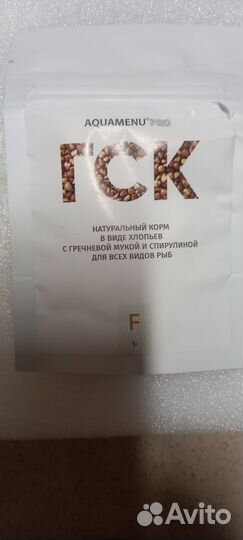 AQUAMENU® PRO
ГСК
НАТУРАЛЬНЫЙ КОРМ
В ВИДЕ ХЛОПЬЕВ
С ГРЕЧНЕВОЙ МУКОЙ И СПИРУЛИНОЙ
ДЛЯ ВСЕХ ВИДОВ РЫБ
F
Avito